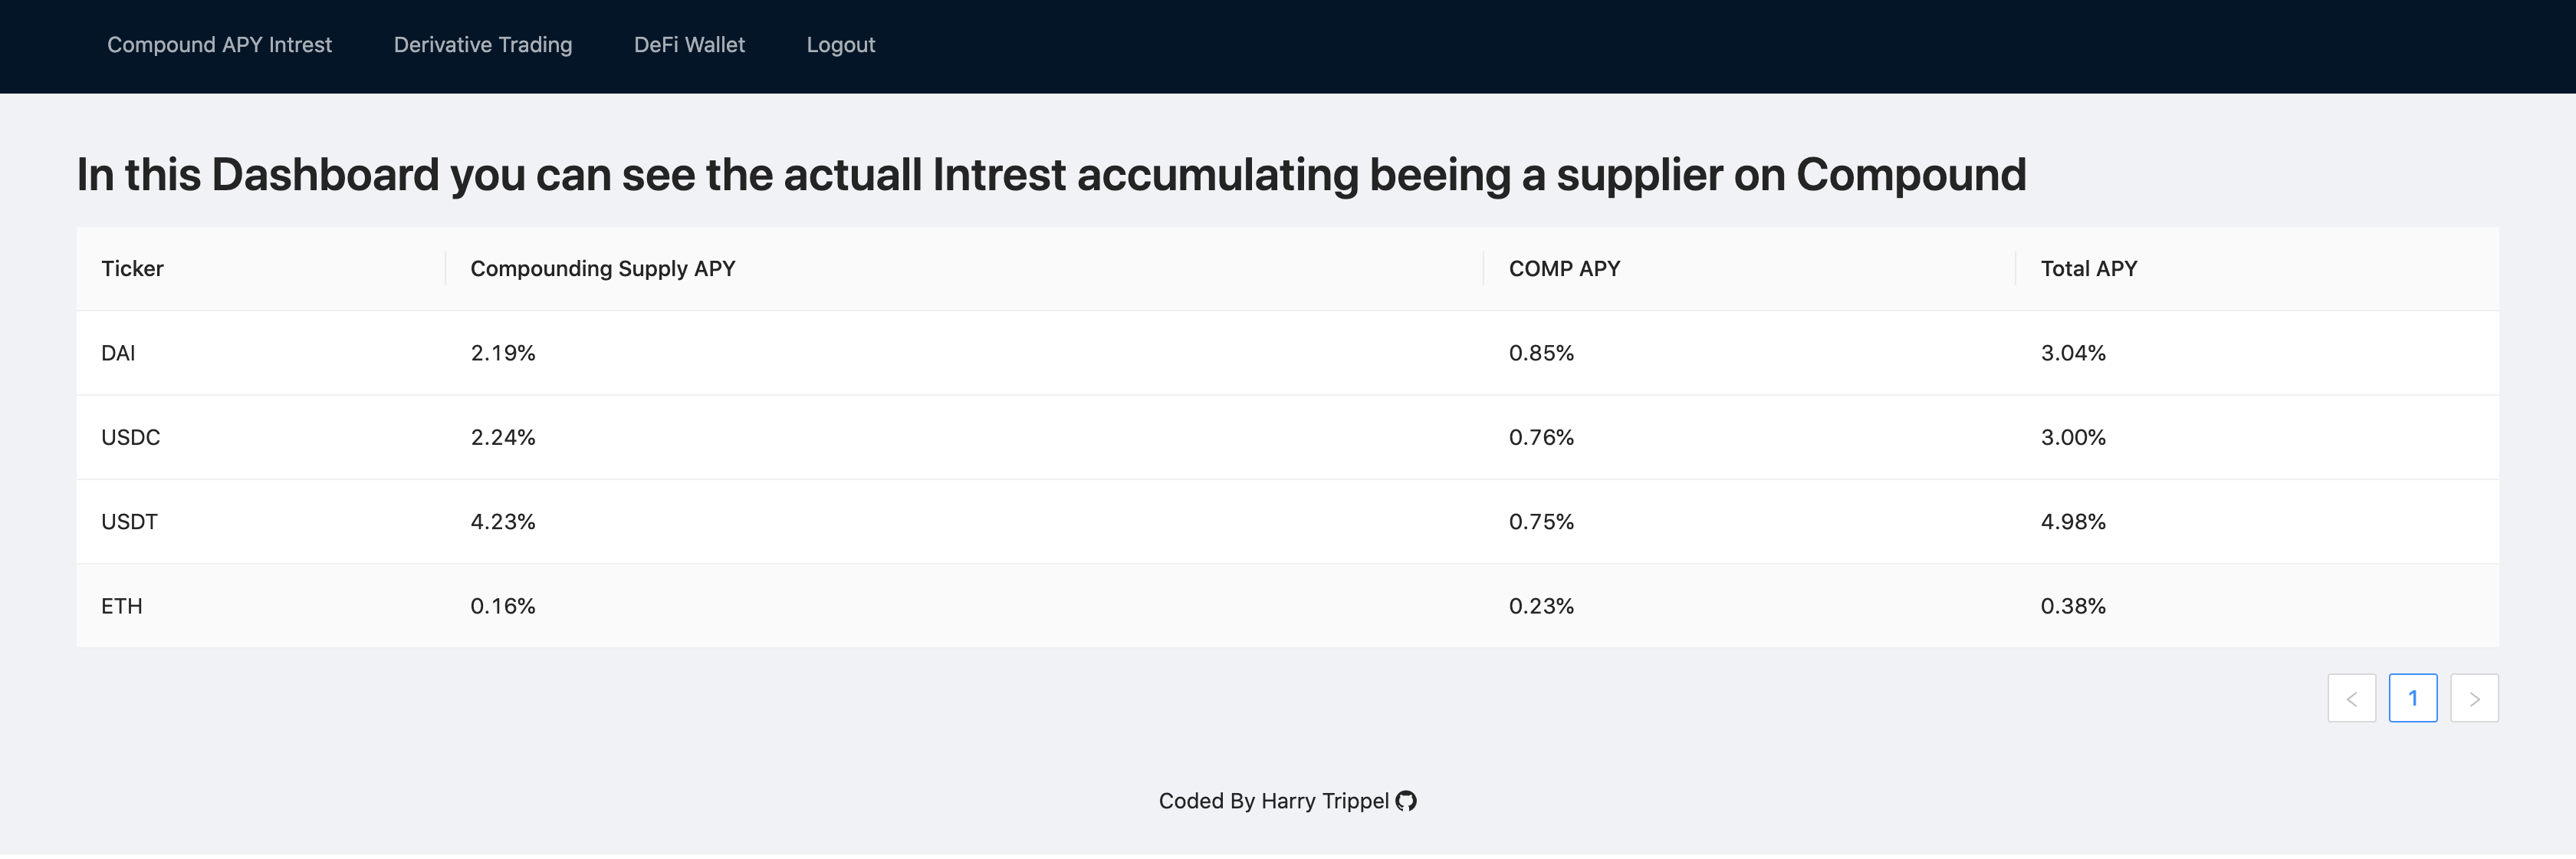 Compound APY Intrest Derivative Trading DeFi Wallet Logout
In this Dashboard you can see the actuall Intrest accumulating beeing a supplier on Compound
Ticker Compounding Supply APY COMP APY Total APY
DAI 2.19% 0.85% 3.04%
USDC 2.24% 0.76% 3.00%
USDT 4.23% 0.75% 4.98%
ETH 0.16% 0.23% 0.38%
< 1 >
Coded By Harry Trippel